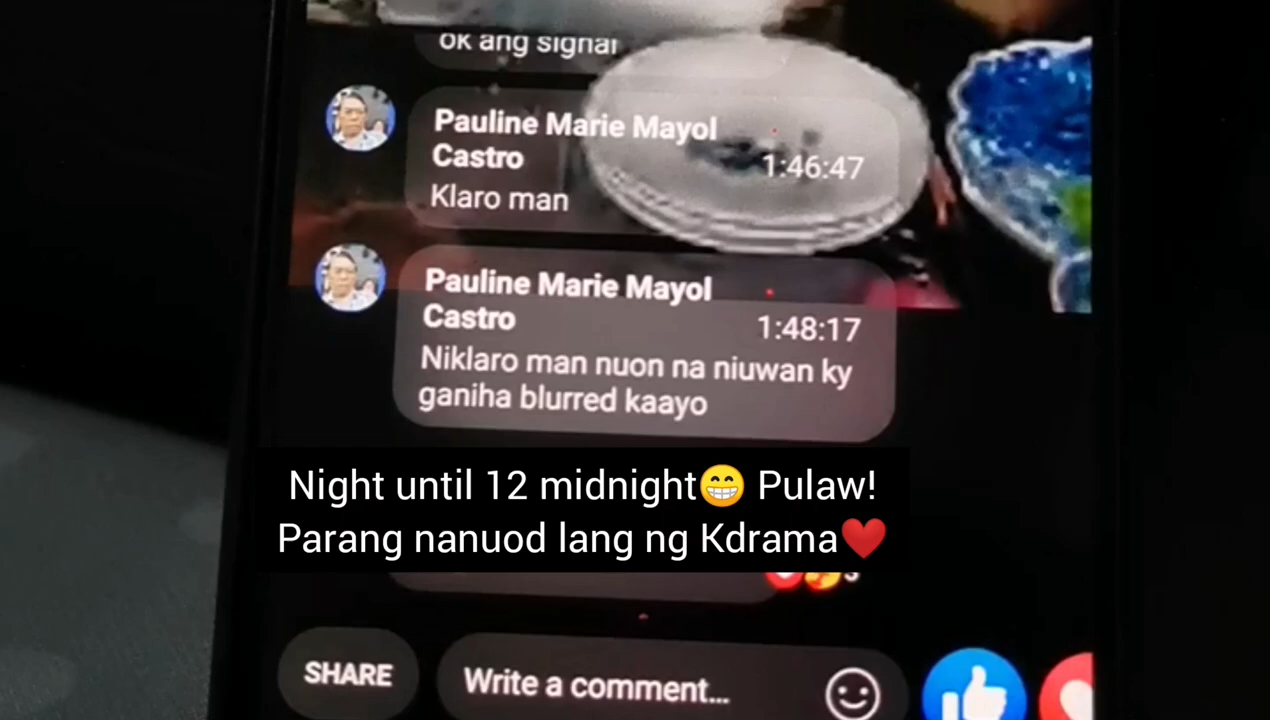 ok ang signal
Pauline Marie Mayol
Castro
1:46:47
Klaro man
Pauline Marie Mayol
Castro
1:48:17
Niklaro man nuon na niuwan ky
ganiha blurred kaayo
Night until 12 midnight😁 Pulaw!
Parang nanuod lang ng Kdrama❤️
SHARE
Write a comment...